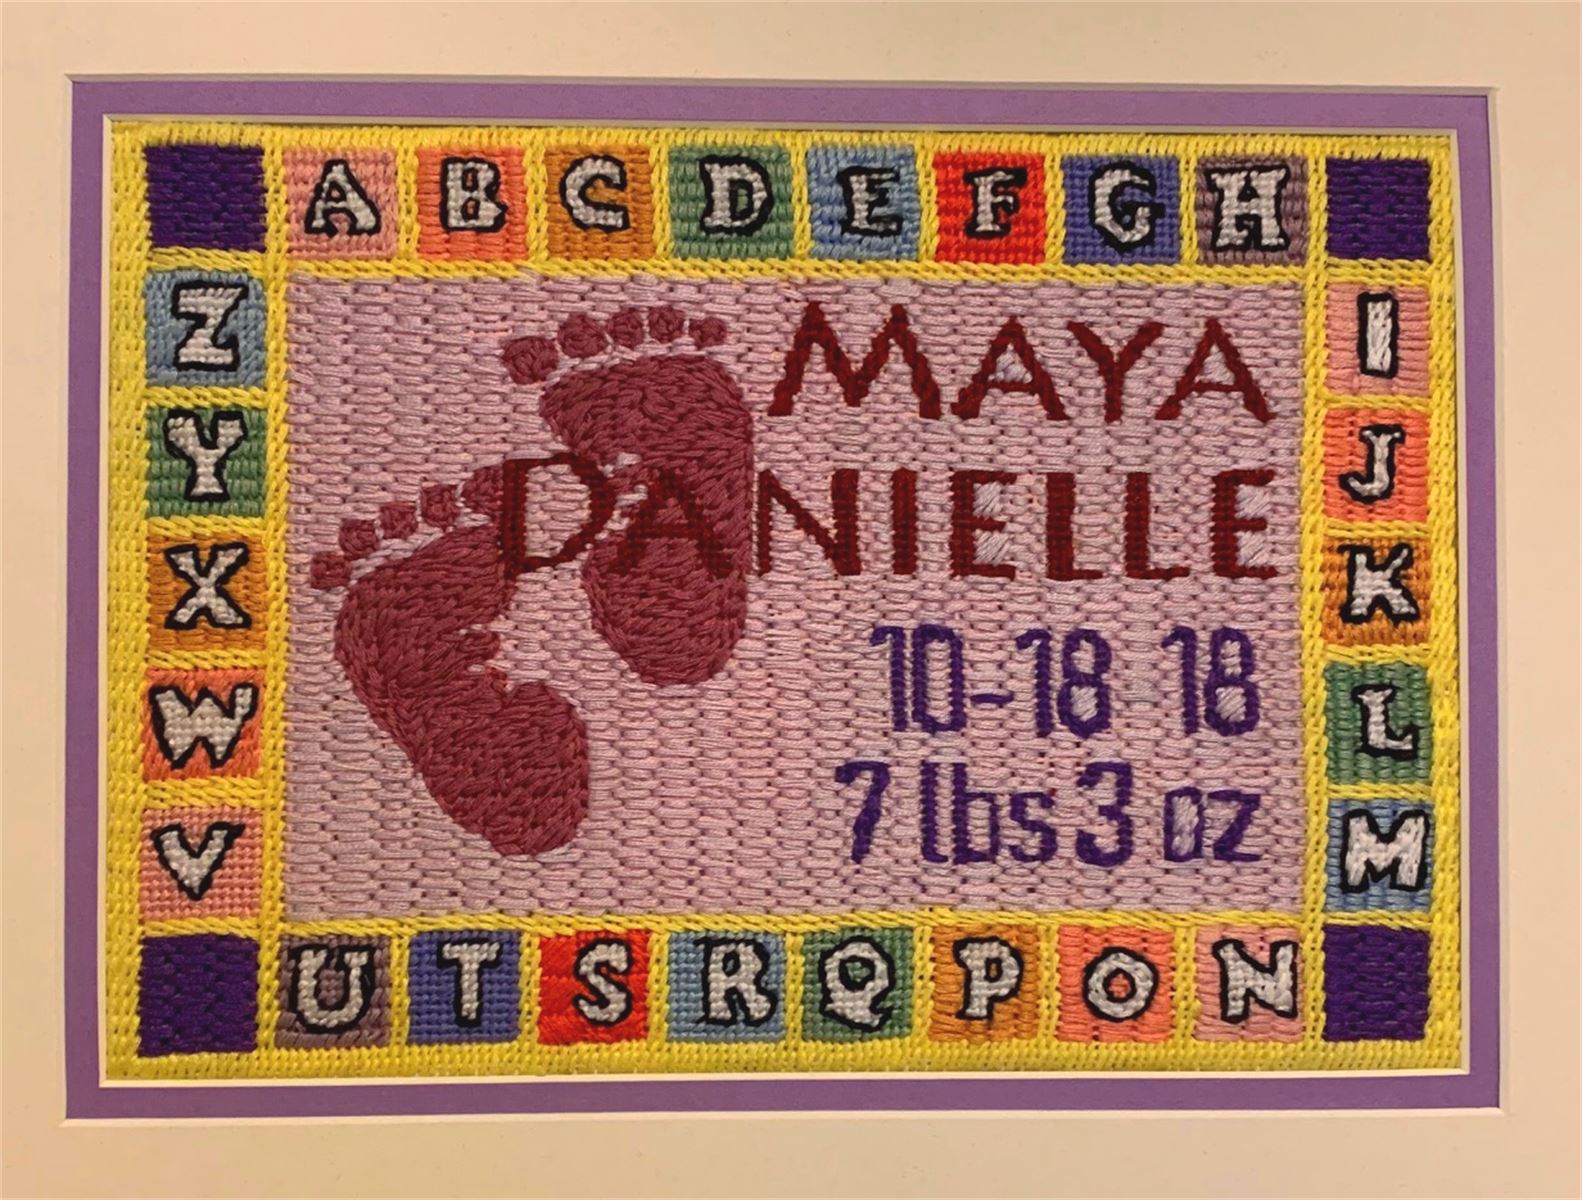 A B C D E F G H
I
J
K
L
M
N
O
P
Q
R
S
T
U
V
W
X
Y
Z
MAYA
DANIELLE
10-18 18
7 lbs 3 oz